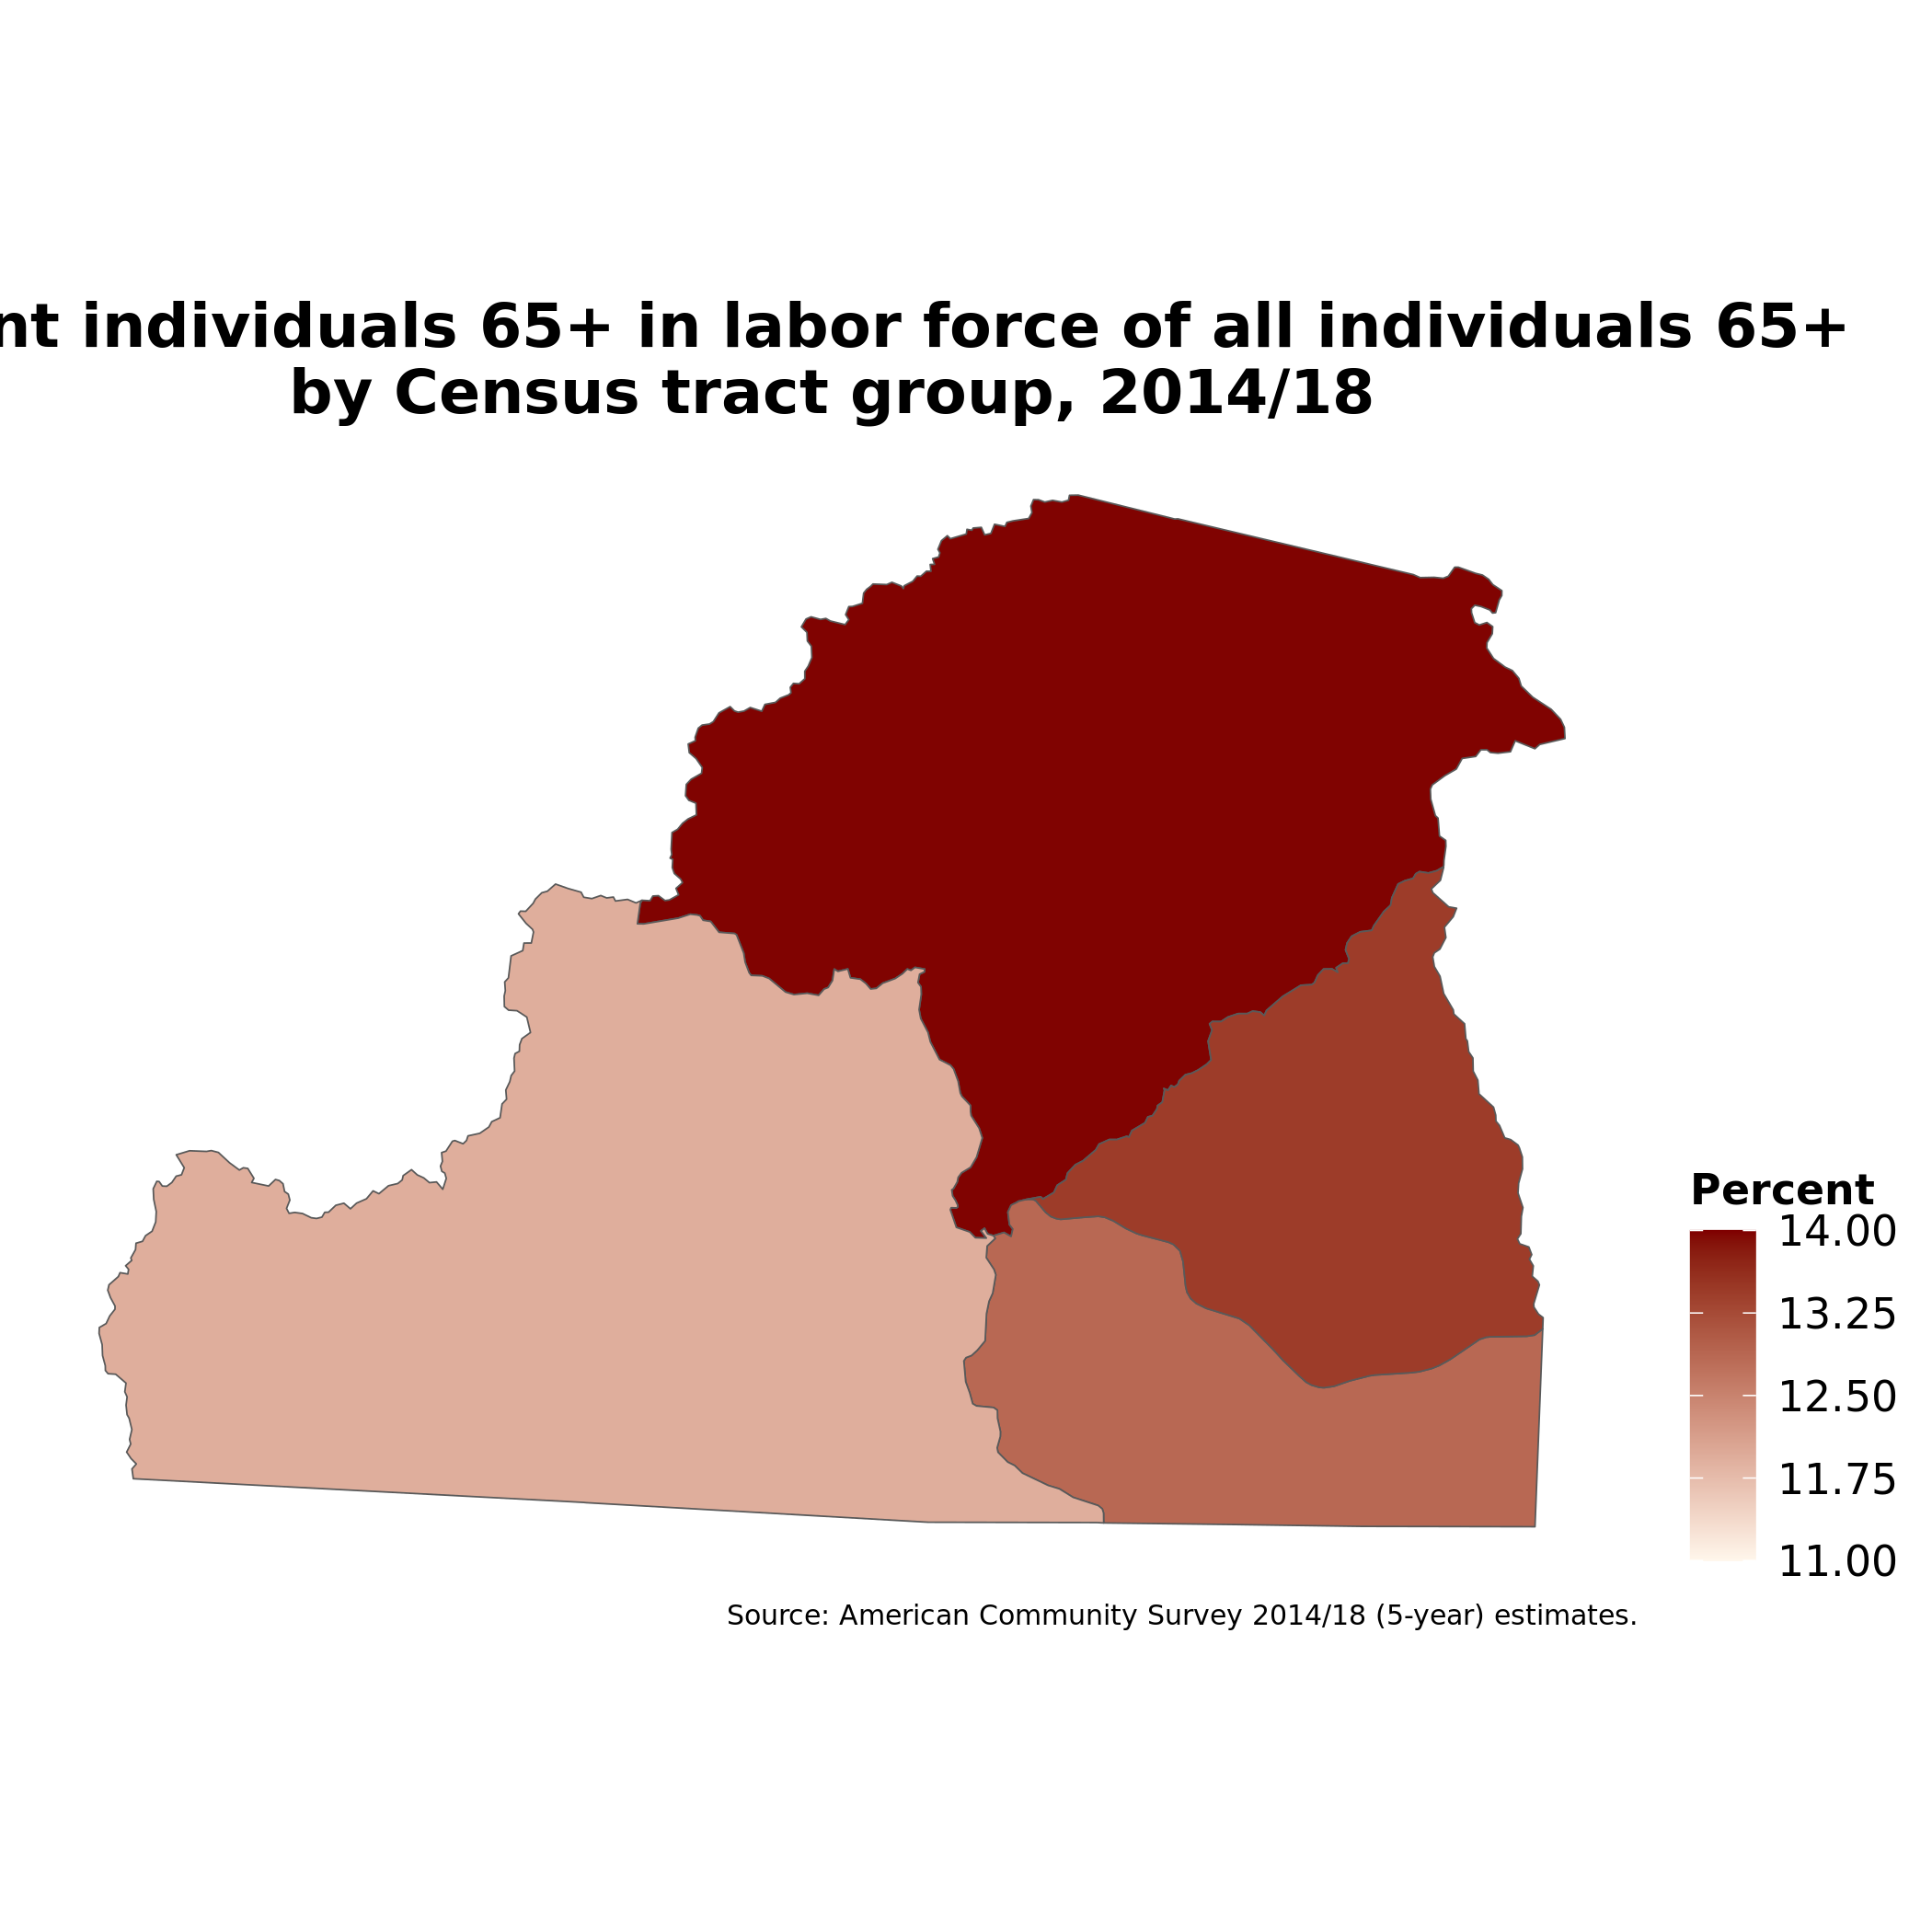 nt individuals 65+ in labor force of all individuals 65+
by Census tract group, 2014/18
Percent
14.00
13.25
12.50
11.75
11.00
Source: American Community Survey 2014/18 (5-year) estimates.